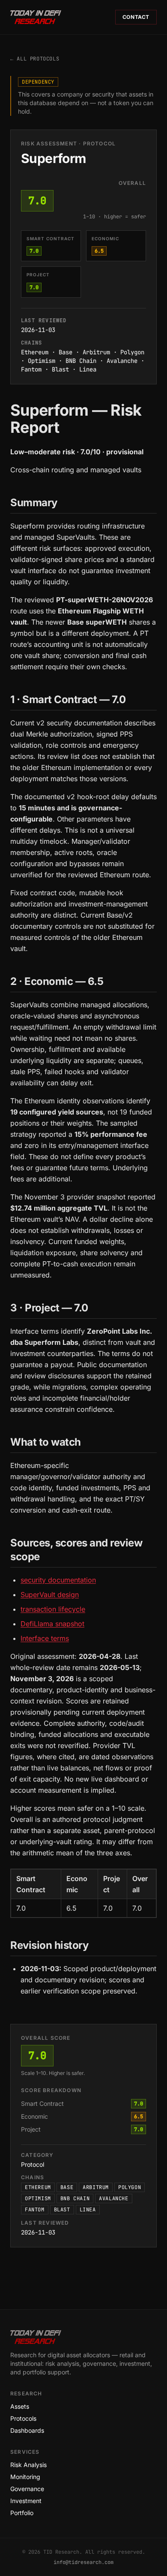 TODAY IN DEFI
RESEARCH
CONTACT
← ALL PROTOCOLS
DEPENDENCY
This covers a company or security that assets in this database depend on — not a token you can hold.
RISK ASSESSMENT · PROTOCOL
Superform
OVERALL
7.0
1–10 · higher = safer
SMART CONTRACT
7.0
ECONOMIC
6.5
PROJECT
7.0
LAST REVIEWED
2026-11-03
CHAINS
Ethereum · Base · Arbitrum · Polygon · Optimism · BNB Chain · Avalanche · Fantom · Blast · Linea
Superform — Risk Report
Low–moderate risk · 7.0/10 · provisional
Cross-chain routing and managed vaults
Summary
Superform provides routing infrastructure and managed SuperVaults. These are different risk surfaces: approved execution, validator-signed share prices and a standard vault interface do not guarantee investment quality or liquidity.
The reviewed PT-superWETH-26NOV2026 route uses the Ethereum Flagship WETH vault. The newer Base superWETH shares a symbol but is a different deployment. A PT product's accounting unit is not automatically one vault share; conversion and final cash settlement require their own checks.
1 · Smart Contract — 7.0
Current v2 security documentation describes dual Merkle authorization, signed PPS validation, role controls and emergency actions. Its review list does not establish that the older Ethereum implementation or every deployment matches those versions.
The documented v2 hook-root delay defaults to 15 minutes and is governance-configurable. Other parameters have different delays. This is not a universal multiday timelock. Manager/validator membership, active roots, oracle configuration and bypasses remain unverified for the reviewed Ethereum route.
Fixed contract code, mutable hook authorization and investment-management authority are distinct controls. Current Base/v2 documentary controls are not substituted for measured controls of the older Ethereum vault.
2 · Economic — 6.5
SuperVaults combine managed allocations, oracle-valued shares and asynchronous request/fulfillment. An empty withdrawal limit while waiting need not mean no shares. Ownership, fulfillment and available underlying liquidity are separate; queues, stale PPS, failed hooks and validator availability can delay exit.
The Ethereum identity observations identify 19 configured yield sources, not 19 funded positions or their weights. The sampled strategy reported a 15% performance fee and zero in its entry/management interface fields. These do not define every product's fees or guarantee future terms. Underlying fees are additional.
The November 3 provider snapshot reported $12.74 million aggregate TVL. It is not the Ethereum vault's NAV. A dollar decline alone does not establish withdrawals, losses or insolvency. Current funded weights, liquidation exposure, share solvency and complete PT-to-cash execution remain unmeasured.
3 · Project — 7.0
Interface terms identify ZeroPoint Labs Inc. dba Superform Labs, distinct from vault and investment counterparties. The terms do not guarantee a payout. Public documentation and review disclosures support the retained grade, while migrations, complex operating roles and incomplete financial/holder assurance constrain confidence.
What to watch
Ethereum-specific manager/governor/validator authority and code identity, funded investments, PPS and withdrawal handling, and the exact PT/SY conversion and cash-exit route.
Sources, scores and review scope
security documentation
SuperVault design
transaction lifecycle
DefiLlama snapshot
Interface terms
Original assessment: 2026-04-28. Last whole-review date remains 2026-05-13; November 3, 2026 is a scoped documentary, product-identity and business-context revision. Scores are retained provisionally pending current deployment evidence. Complete authority, code/audit binding, funded actions and executable exits were not reverified. Provider TVL figures, where cited, are dated observations rather than live balances, net flows or proof of exit capacity. No new live dashboard or account measurement is implied.
Higher scores mean safer on a 1–10 scale. Overall is an authored protocol judgment rather than a separate asset, parent-protocol or underlying-vault rating. It may differ from the arithmetic mean of the three axes.
Smart Contract Economic Project Overall
7.0 6.5 7.0 7.0
Revision history
2026-11-03: Scoped product/deployment and documentary revision; scores and earlier verification scope preserved.
OVERALL SCORE
7.0
Scale 1–10. Higher is safer.
SCORE BREAKDOWN
Smart Contract 7.0
Economic 6.5
Project 7.0
CATEGORY
Protocol
CHAINS
ETHEREUM BASE ARBITRUM POLYGON
OPTIMISM BNB CHAIN AVALANCHE
FANTOM BLAST LINEA
LAST REVIEWED
2026-11-03
TODAY IN DEFI
RESEARCH
Research for digital asset allocators — retail and institutional: risk analysis, governance, investment, and portfolio support.
RESEARCH
Assets
Protocols
Dashboards
SERVICES
Risk Analysis
Monitoring
Governance
Investment
Portfolio
© 2026 TID Research. All rights reserved.
info@tidresearch.com